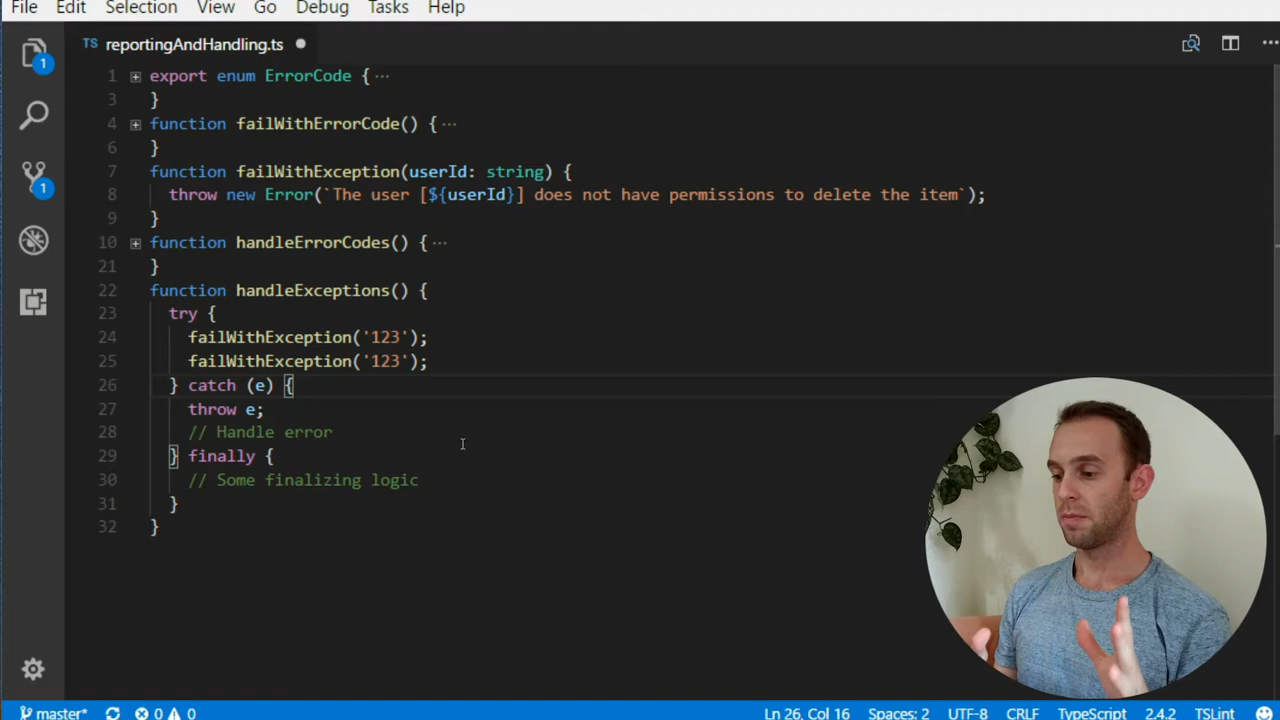 File Edit Selection View Go Debug Tasks Help
TS reportingAndHandling.ts
1 export enum ErrorCode { ...
3 }
4 function failWithErrorCode() { ...
6 }
7 function failWithException(userId: string) {
8 throw new Error(`The user [${userId}] does not have permissions to delete the item`);
9 }
10 function handleErrorCodes() { ...
21 }
22 function handleExceptions() {
23 try {
24 failWithException('123');
25 failWithException('123');
26 } catch (e) {
27 throw e;
28 // Handle error
29 } finally {
30 // Some finalizing logic
31 }
32 }
1
1
master* 0 0 Ln 26, Col 16 Spaces: 2 UTF-8 CRLF TypeScript 2.4.2 TSLint